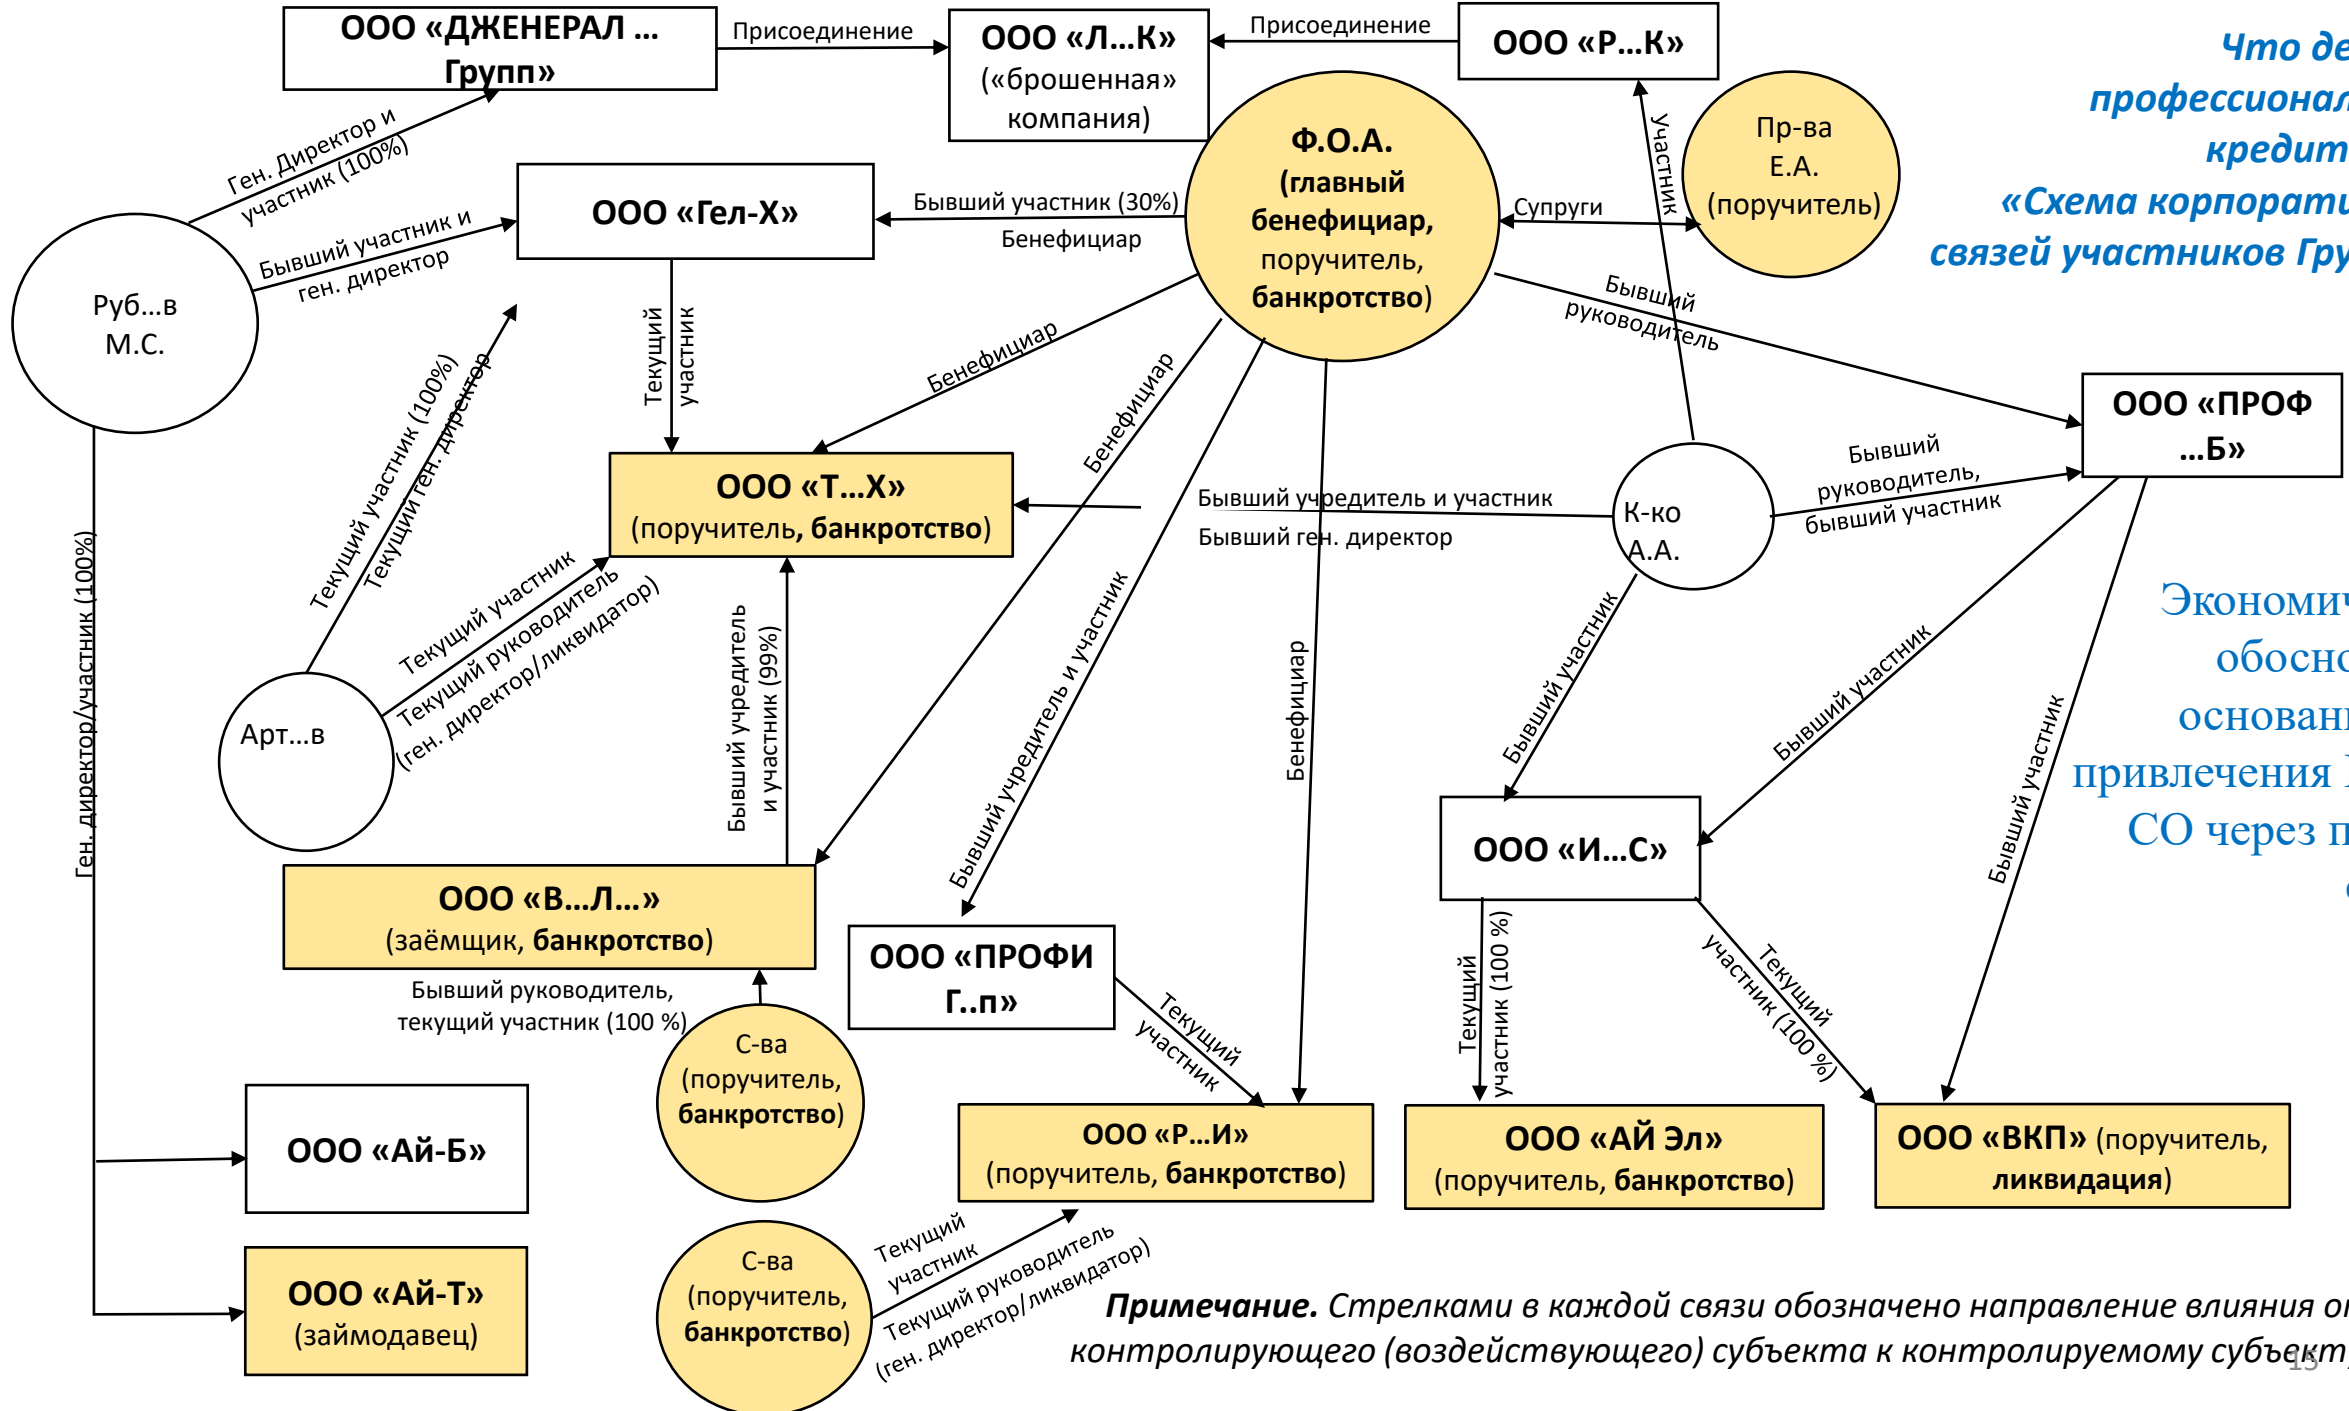 ООО «ДЖЕНЕРАЛ ...
Групп»
Присоединение
ООО «Л...К»
(«брошенная»
компания)
Присоединение
ООО «Р...К»
Что де
профессионал
кредит
«Схема корпорати
связей участников Гру
Пр-ва
Е.А.
(поручитель)
Ф.О.А.
(главный
бенефициар,
поручитель,
банкротство)
Супруги
Участник
Ген. Директор и
участник (100%)
ООО «Гел-Х»
Бывший участник (30%)
Бенефициар
Бывший участник и
ген. директор
Руб...в
М.С.
Бывший
руководитель
Текущий
участник
Бенефициар
Бенефициар
Текущий участник (100%)
Текущий ген. директор
ООО «ПРОФ
...Б»
ООО «Т...Х»
(поручитель, банкротство)
Бывший учредитель и участник
Бывший ген. директор
К-ко
А.А.
Бывший
руководитель,
бывший участник
Текущий участник
Текущий руководитель
(ген. директор/ликвидатор)
Арт...в
Ген. директор/участник (100%)
Бывший учредитель
и участник (99%)
Бывший учредитель и участник
Бенефициар
Бывший участник
Бывший участник
Бывший участник
Экономич
обосно
основан
привлечения
СО через п
ООО «И...С»
ООО «В...Л...»
(заёмщик, банкротство)
Бывший руководитель,
текущий участник (100 %)
ООО «ПРОФИ
Г..п»
Текущий
участник
Текущий
участник (100 %)
Текущий
участник (100 %)
С-ва
(поручитель,
банкротство)
ООО «Ай-Б»
ООО «Р...И»
(поручитель, банкротство)
ООО «АЙ Эл»
(поручитель, банкротство)
ООО «ВКП» (поручитель,
ликвидация)
С-ва
(поручитель,
банкротство)
Текущий
участник
Текущий руководитель
(ген. директор/ликвидатор)
ООО «Ай-Т»
(займодавец)
Примечание. Стрелками в каждой связи обозначено направление влияния от
контролирующего (воздействующего) субъекта к контролируемому субъекту
15